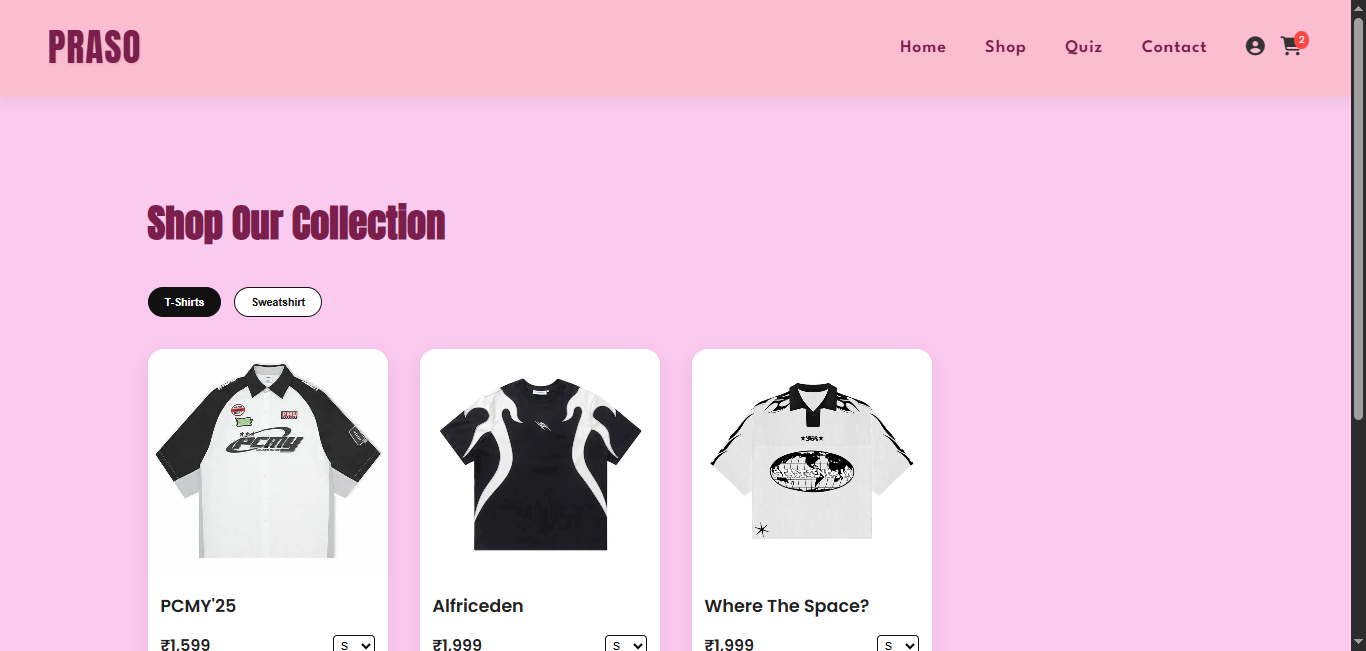 PRASO
Home Shop Quiz Contact 2
Shop Our Collection
T-Shirts Sweatshirt
PCMY
PCMY'25 Alfriceden Where The Space?
₹1,599 S ₹1,999 S ₹1,999 S